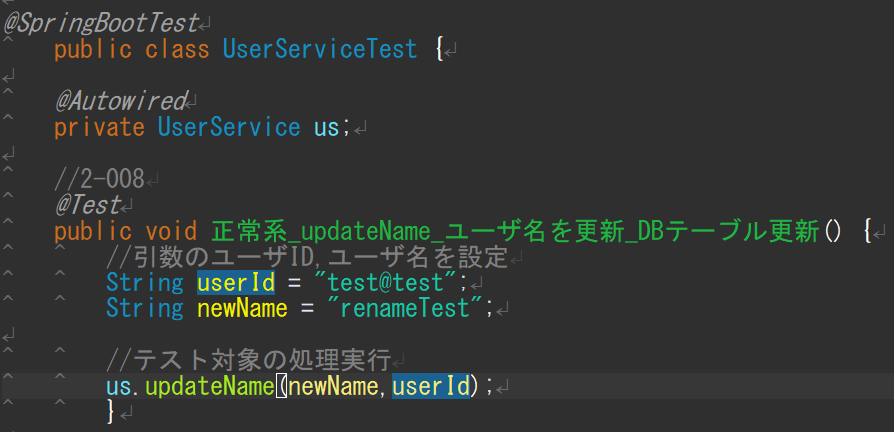 @SpringBootTest
public class UserServiceTest {
@Autowired
private UserService us;
//2-008
@Test
public void 正常系_updateName_ユーザ名を更新_DBテーブル更新() {
//引数のユーザID,ユーザ名を設定
String userId = "test@test";
String newName = "renameTest";
//テスト対象の処理実行
us.updateName(newName,userId);
}